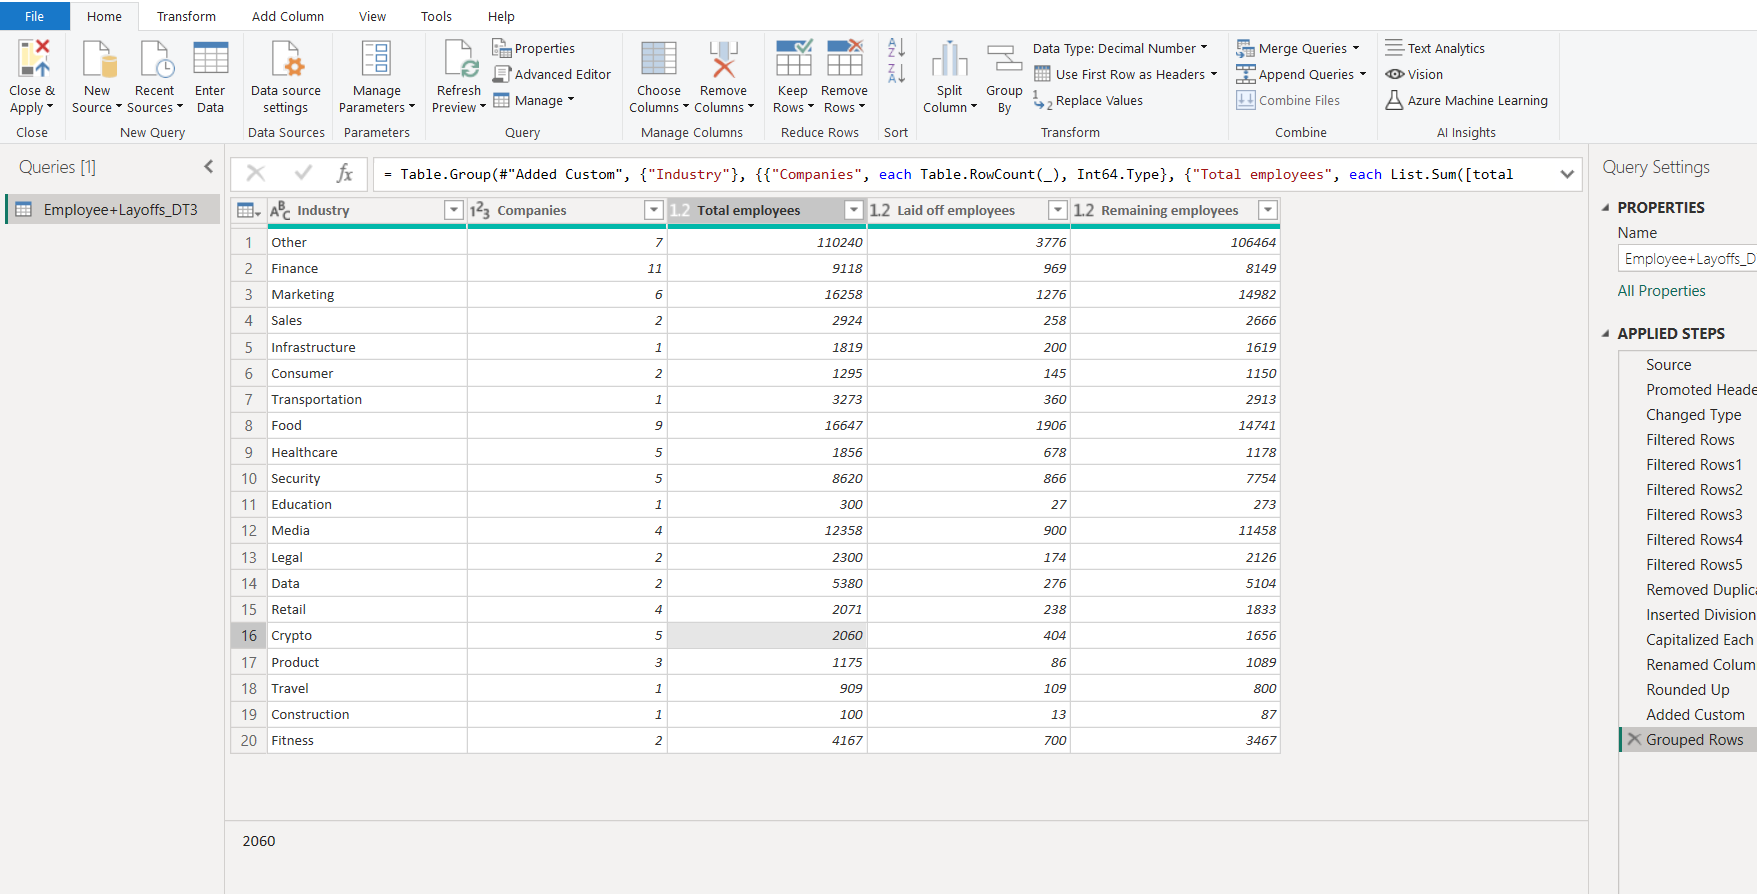 File Home Transform Add Column View Tools Help
Close & Apply
New Source
Recent Sources
Enter Data
Data source settings
Manage Parameters
Refresh Preview
Properties
Advanced Editor
Manage
Choose Columns
Remove Columns
Keep Rows
Remove Rows
Split Column
Group By
Data Type: Decimal Number
Use First Row as Headers
Replace Values
Merge Queries
Append Queries
Combine Files
Text Analytics
Vision
Azure Machine Learning
Close New Query Data Sources Parameters Query Manage Columns Reduce Rows Sort Transform Combine AI Insights
Queries [1]
Employee+Layoffs_DT3
fx = Table.Group(#"Added Custom", {"Industry"}, {{"Companies", each Table.RowCount(_), Int64.Type}, {"Total employees", each List.Sum([total
ABC Industry 123 Companies 1.2 Total employees 1.2 Laid off employees 1.2 Remaining employees
1 Other 7 110240 3776 106464
2 Finance 11 9118 969 8149
3 Marketing 6 16258 1276 14982
4 Sales 2 2924 258 2666
5 Infrastructure 1 1819 200 1619
6 Consumer 2 1295 145 1150
7 Transportation 1 3273 360 2913
8 Food 9 16647 1906 14741
9 Healthcare 5 1856 678 1178
10 Security 5 8620 866 7754
11 Education 1 300 27 273
12 Media 4 12358 900 11458
13 Legal 2 2300 174 2126
14 Data 2 5380 276 5104
15 Retail 4 2071 238 1833
16 Crypto 5 2060 404 1656
17 Product 3 1175 86 1089
18 Travel 1 909 109 800
19 Construction 1 100 13 87
20 Fitness 2 4167 700 3467
2060
Query Settings
PROPERTIES
Name
Employee+Layoffs_D
All Properties
APPLIED STEPS
Source
Promoted Heade
Changed Type
Filtered Rows
Filtered Rows1
Filtered Rows2
Filtered Rows3
Filtered Rows4
Filtered Rows5
Removed Duplica
Inserted Division
Capitalized Each
Renamed Colum
Rounded Up
Added Custom
Grouped Rows